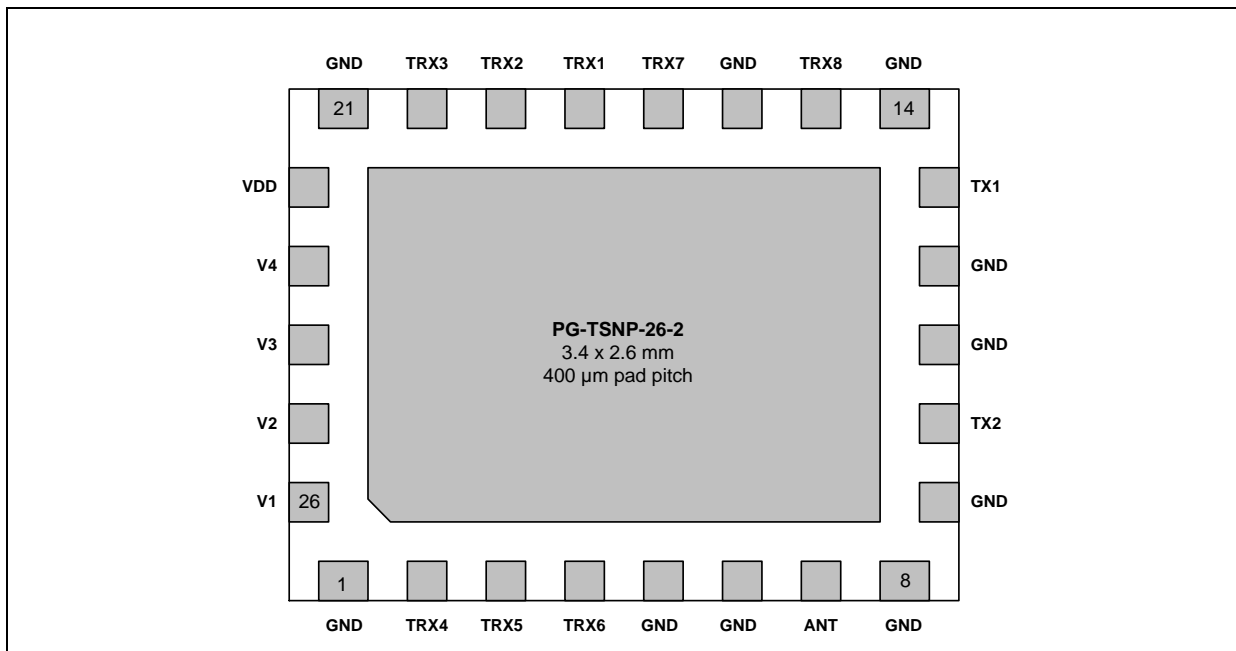 GND TRX3 TRX2 TRX1 TRX7 GND TRX8 GND
21 14
VDD TX1
V4 GND
PG-TSNP-26-2
V3 3.4 x 2.6 mm GND
400 µm pad pitch
V2 TX2
V1 26 GND
1 8
GND TRX4 TRX5 TRX6 GND GND ANT GND